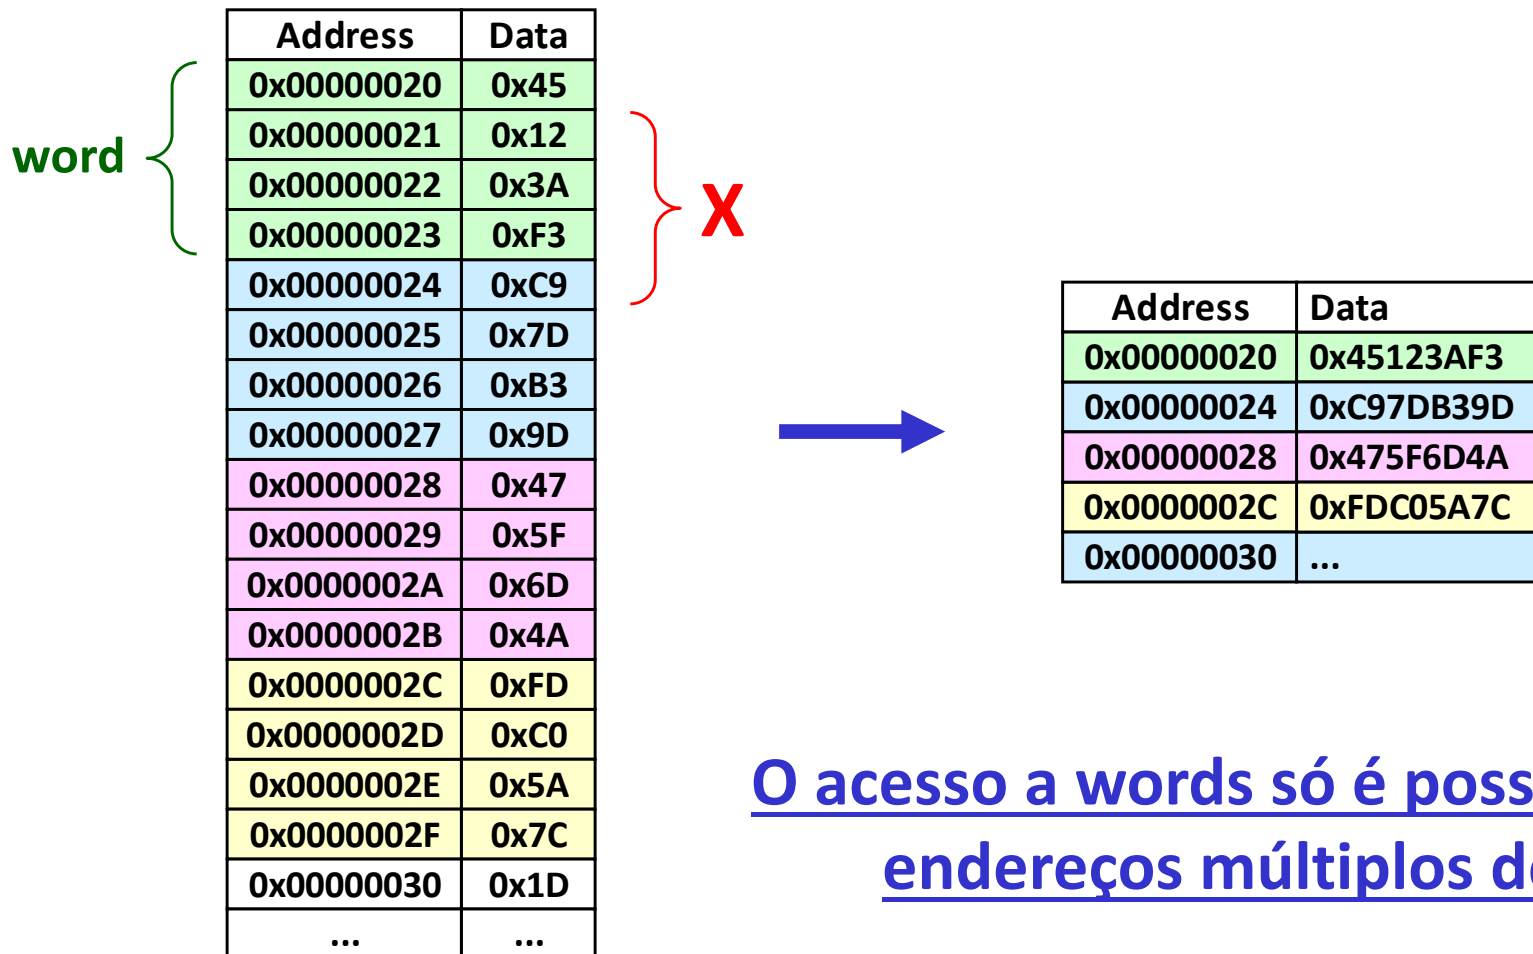 Address Data
0x00000020 0x45
0x00000021 0x12
0x00000022 0x3A
0x00000023 0xF3
0x00000024 0xC9
0x00000025 0x7D
0x00000026 0xB3
0x00000027 0x9D
0x00000028 0x47
0x00000029 0x5F
0x0000002A 0x6D
0x0000002B 0x4A
0x0000002C 0xFD
0x0000002D 0xC0
0x0000002E 0x5A
0x0000002F 0x7C
0x00000030 0x1D
... ...
word
X
Address Data
0x00000020 0x45123AF3
0x00000024 0xC97DB39D
0x00000028 0x475F6D4A
0x0000002C 0xFDC05A7C
0x00000030 ...
O acesso a words só é
endereços múltiplos